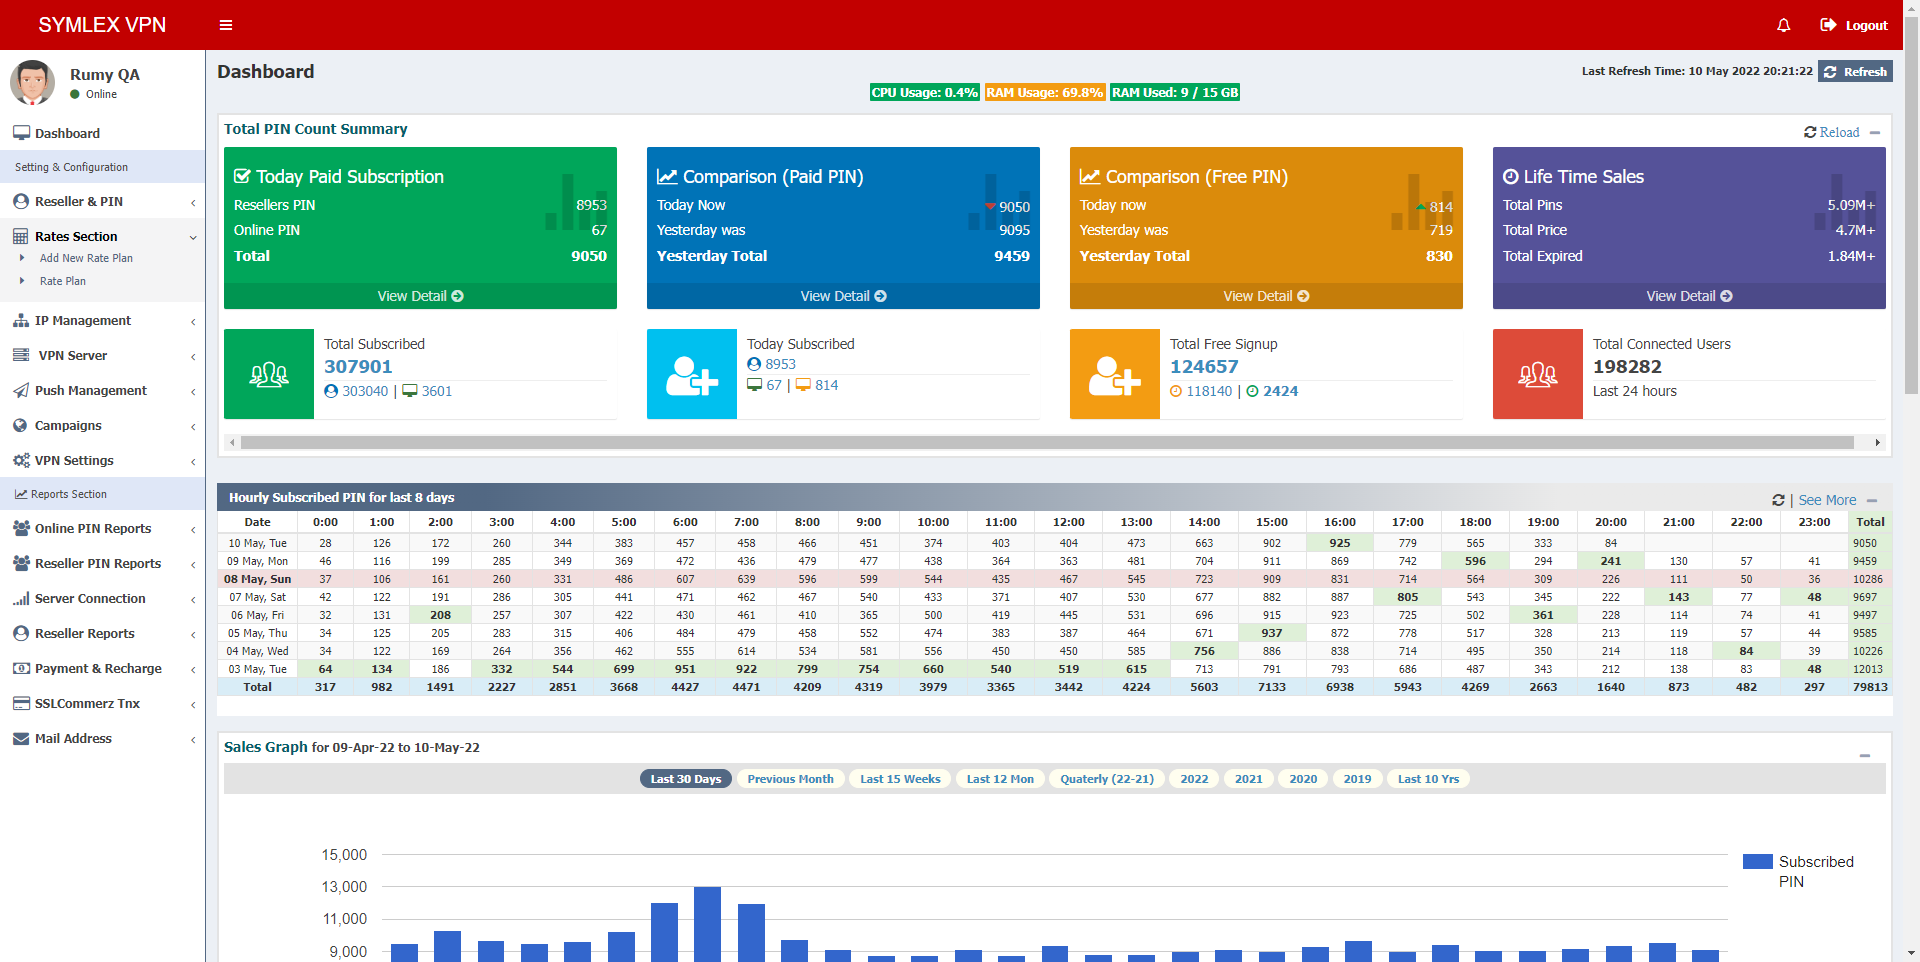 SYMLEX VPN
Logout
Rumy QA
Online
Dashboard
Setting & Configuration
Reseller & PIN
Rates Section
Add New Rate Plan
Rate Plan
IP Management
VPN Server
Push Management
Campaigns
VPN Settings
Reports Section
Online PIN Reports
Reseller PIN Reports
Server Connection
Reseller Reports
Payment & Recharge
SSLCommerz Tnx
Mail Address
Dashboard
Last Refresh Time: 10 May 2022 20:21:22 Refresh
CPU Usage: 0.4% RAM Usage: 69.8% RAM Used: 9 / 15 GB
Total PIN Count Summary
Reload
Today Paid Subscription
Resellers PIN 8953
Online PIN 67
Total 9050
View Detail
Comparison (Paid PIN)
Today Now 9050
Yesterday was 9095
Yesterday Total 9459
View Detail
Comparison (Free PIN)
Today now 814
Yesterday was 719
Yesterday Total 830
View Detail
Life Time Sales
Total Pins 5.09M+
Total Price 4.7M+
Total Expired 1.84M+
View Detail
Total Subscribed
307901
303040 | 3601
Today Subscribed
8953
67 | 814
Total Free Signup
124657
118140 | 2424
Total Connected Users
198282
Last 24 hours
Hourly Subscribed PIN for last 8 days
| See More
Date 0:00 1:00 2:00 3:00 4:00 5:00 6:00 7:00 8:00 9:00 10:00 11:00 12:00 13:00 14:00 15:00 16:00 17:00 18:00 19:00 20:00 21:00 22:00 23:00 Total
10 May, Tue 28 126 172 260 344 383 457 458 466 451 374 403 404 473 663 902 925 779 565 333 84 9050
09 May, Mon 46 116 199 285 349 369 472 436 479 477 438 364 363 481 704 911 869 742 596 294 241 130 57 41 9459
08 May, Sun 37 106 161 260 331 486 607 639 596 599 544 435 467 545 723 909 831 714 564 309 226 111 50 36 10286
07 May, Sat 42 122 191 286 305 441 471 462 467 540 433 371 407 530 677 882 887 805 543 345 222 143 77 48 9697
06 May, Fri 32 131 208 257 307 422 430 461 410 365 500 419 445 531 696 915 923 725 502 361 228 114 74 41 9497
05 May, Thu 34 125 205 283 315 406 484 479 458 552 474 383 387 464 671 937 872 778 517 328 213 119 57 44 9585
04 May, Wed 34 122 169 264 356 462 555 614 534 581 556 450 450 585 756 886 838 714 495 350 214 118 84 39 10226
03 May, Tue 64 134 186 332 544 699 951 922 799 754 660 540 519 615 713 791 793 686 487 343 212 138 83 48 12013
Total 317 982 1491 2227 2851 3668 4427 4471 4209 4319 3979 3365 3442 4224 5603 7133 6938 5943 4269 2663 1640 873 482 297 79813
Sales Graph for 09-Apr-22 to 10-May-22
Last 30 Days Previous Month Last 15 Weeks Last 12 Mon Quaterly (22-21) 2022 2021 2020 2019 Last 10 Yrs
15,000
13,000
11,000
9,000
Subscribed
PIN